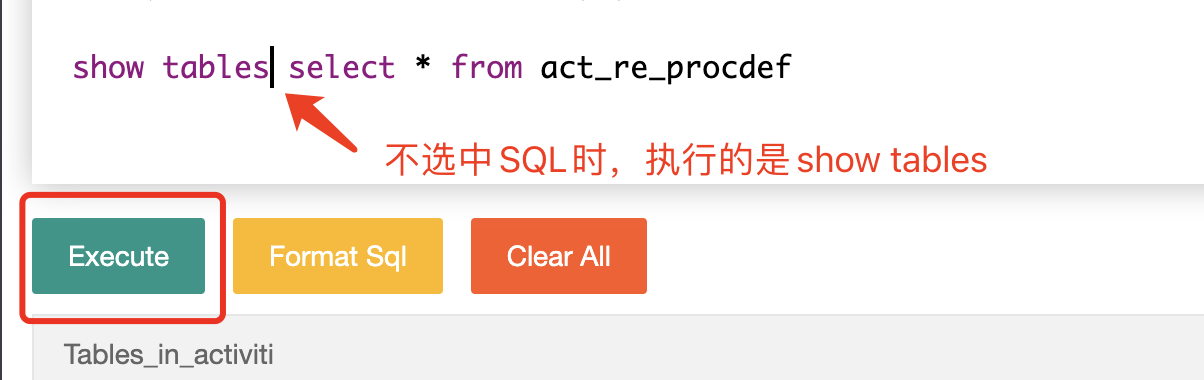 show tables select * from act_re_procdef
不选中SQL时，执行的是show tables
Execute Format Sql Clear All
Tables_in_activiti